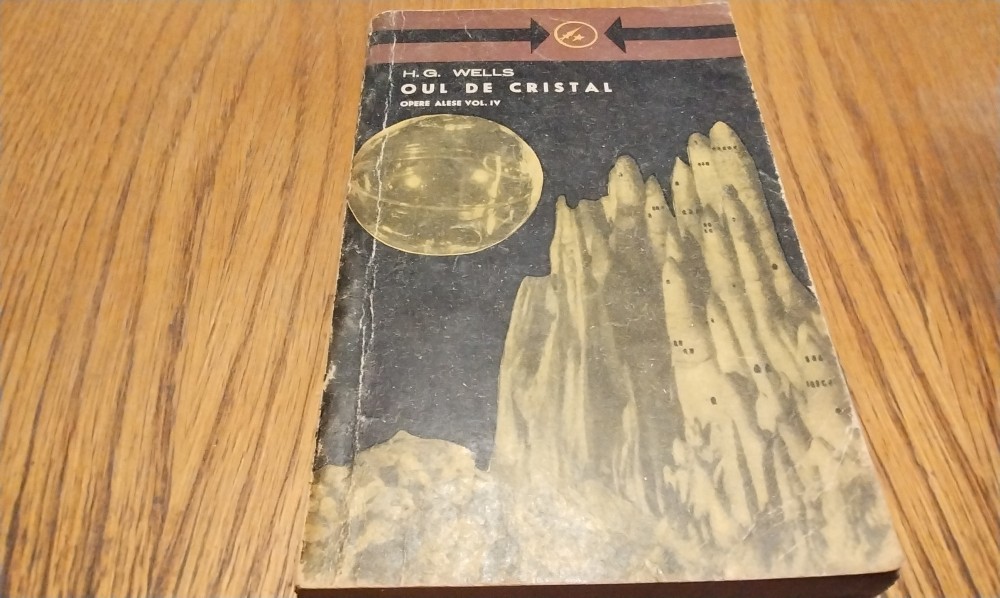 H. G. WELLS
OUL DE CRISTAL
OPERE ALESE VOL. IV